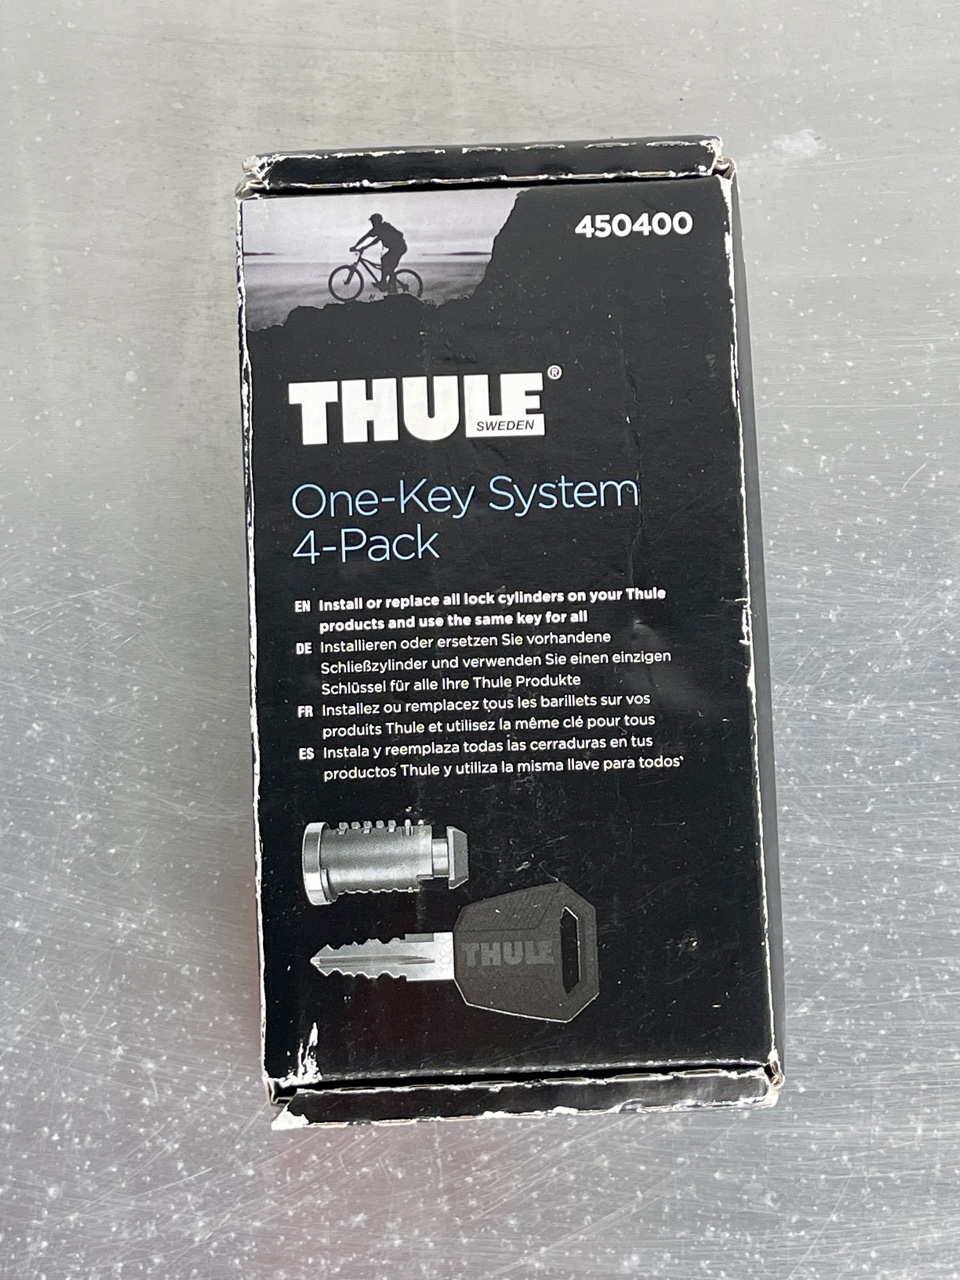 450400
THULE®
SWEDEN
One-Key System
4-Pack
EN Install or replace all lock cylinders on your Thule
products and use the same key for all
DE Installieren oder ersetzen Sie vorhandene
Schließzylinder und verwenden Sie einen einzigen
Schlüssel für alle Ihre Thule Produkte
FR Installez ou remplacez tous les barillets sur vos
produits Thule et utilisez la même clé pour tous
ES Instala y reemplaza todas las cerraduras en tus
productos Thule y utiliza la misma llave para todos
THULE